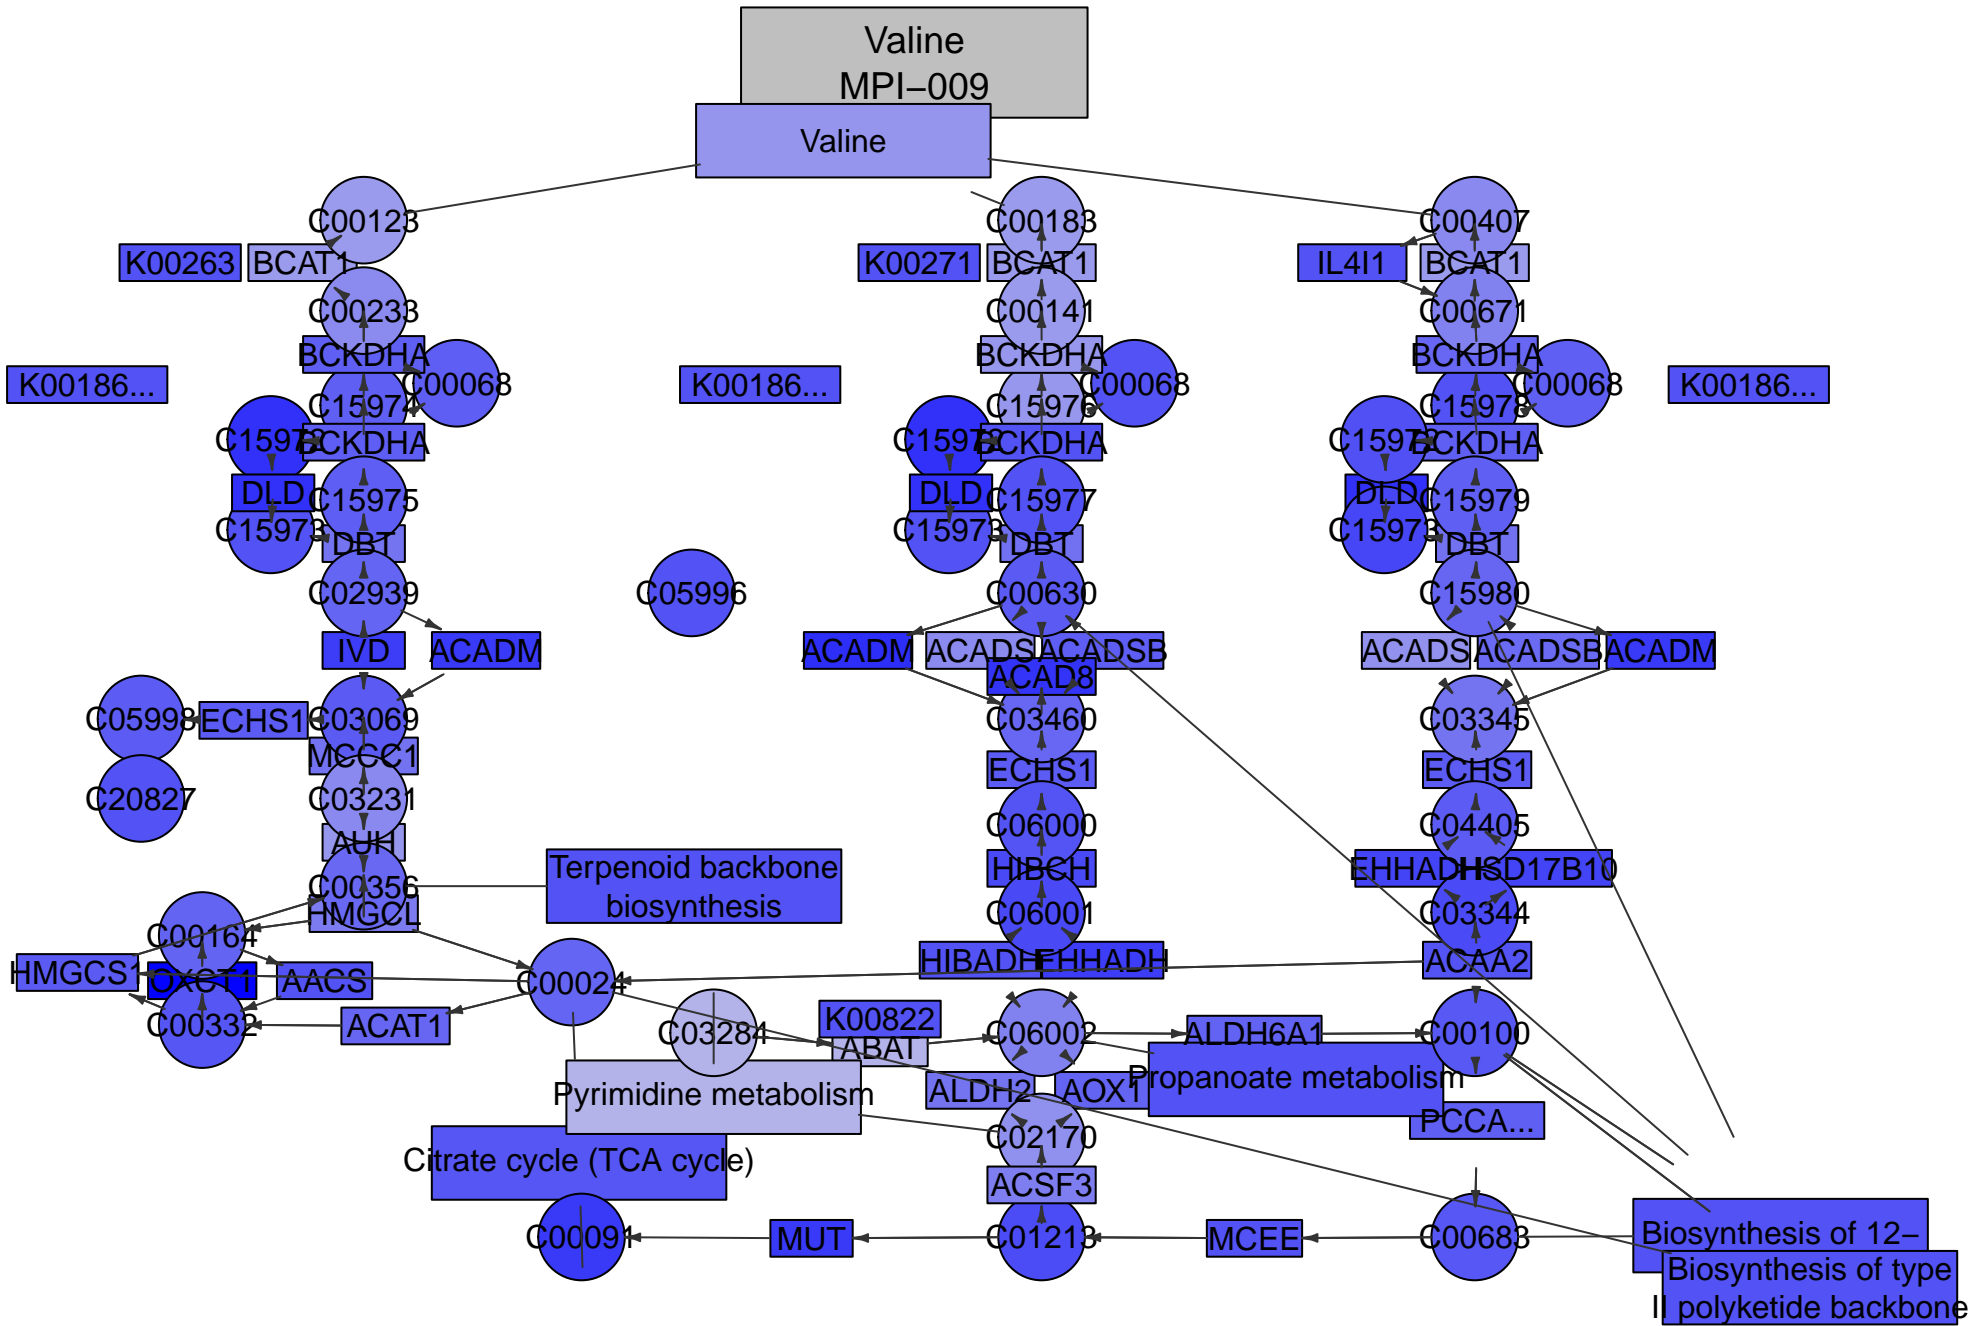 Valine
MPI−009
Valine
C00123
C00183
C00407
K00263
BCAT1
K00271
BCAT1
IL4I1
BCAT1
C00233
C00141
C00671
BCKDHA
BCKDHA
BCKDHA
K00186...
C00068
K00186...
C00068
C00068
K00186...
C15974
C15976
C15978
C15972
BCKDHA
C15972
BCKDHA
C15972
BCKDHA
DLD
C15975
DLD
C15977
DLD
C15979
C15973
DBT
C15973
DBT
C15973
DBT
C02939
C05996
C00630
C15980
IVD
ACADM
ACADM
ACADS
ACADSB
ACADS
ACADSB
ACADM
ACAD8
C05998
ECHS1
C03069
C03460
C03345
MCCC1
ECHS1
ECHS1
C20827
C03231
C06000
C04405
AUH
HIBCH
EHHADH
HSD17B10
Terpenoid backbone
biosynthesis
C00356
HMGCL
C06001
C03344
C00164
HMGCS1
OXCT1
AACS
C00024
HIBADH
EHHADH
ACAA2
C00332
ACAT1
C03284
K00822
ABAT
C06002
ALDH6A1
C00100
Pyrimidine metabolism
ALDH2
AOX1
Propanoate metabolism
PCCA...
C02170
Citrate cycle (TCA cycle)
ACSF3
C00091
MUT
C01213
MCEE
C00683
Biosynthesis of 12−
Biosynthesis of type
II polyketide backbone